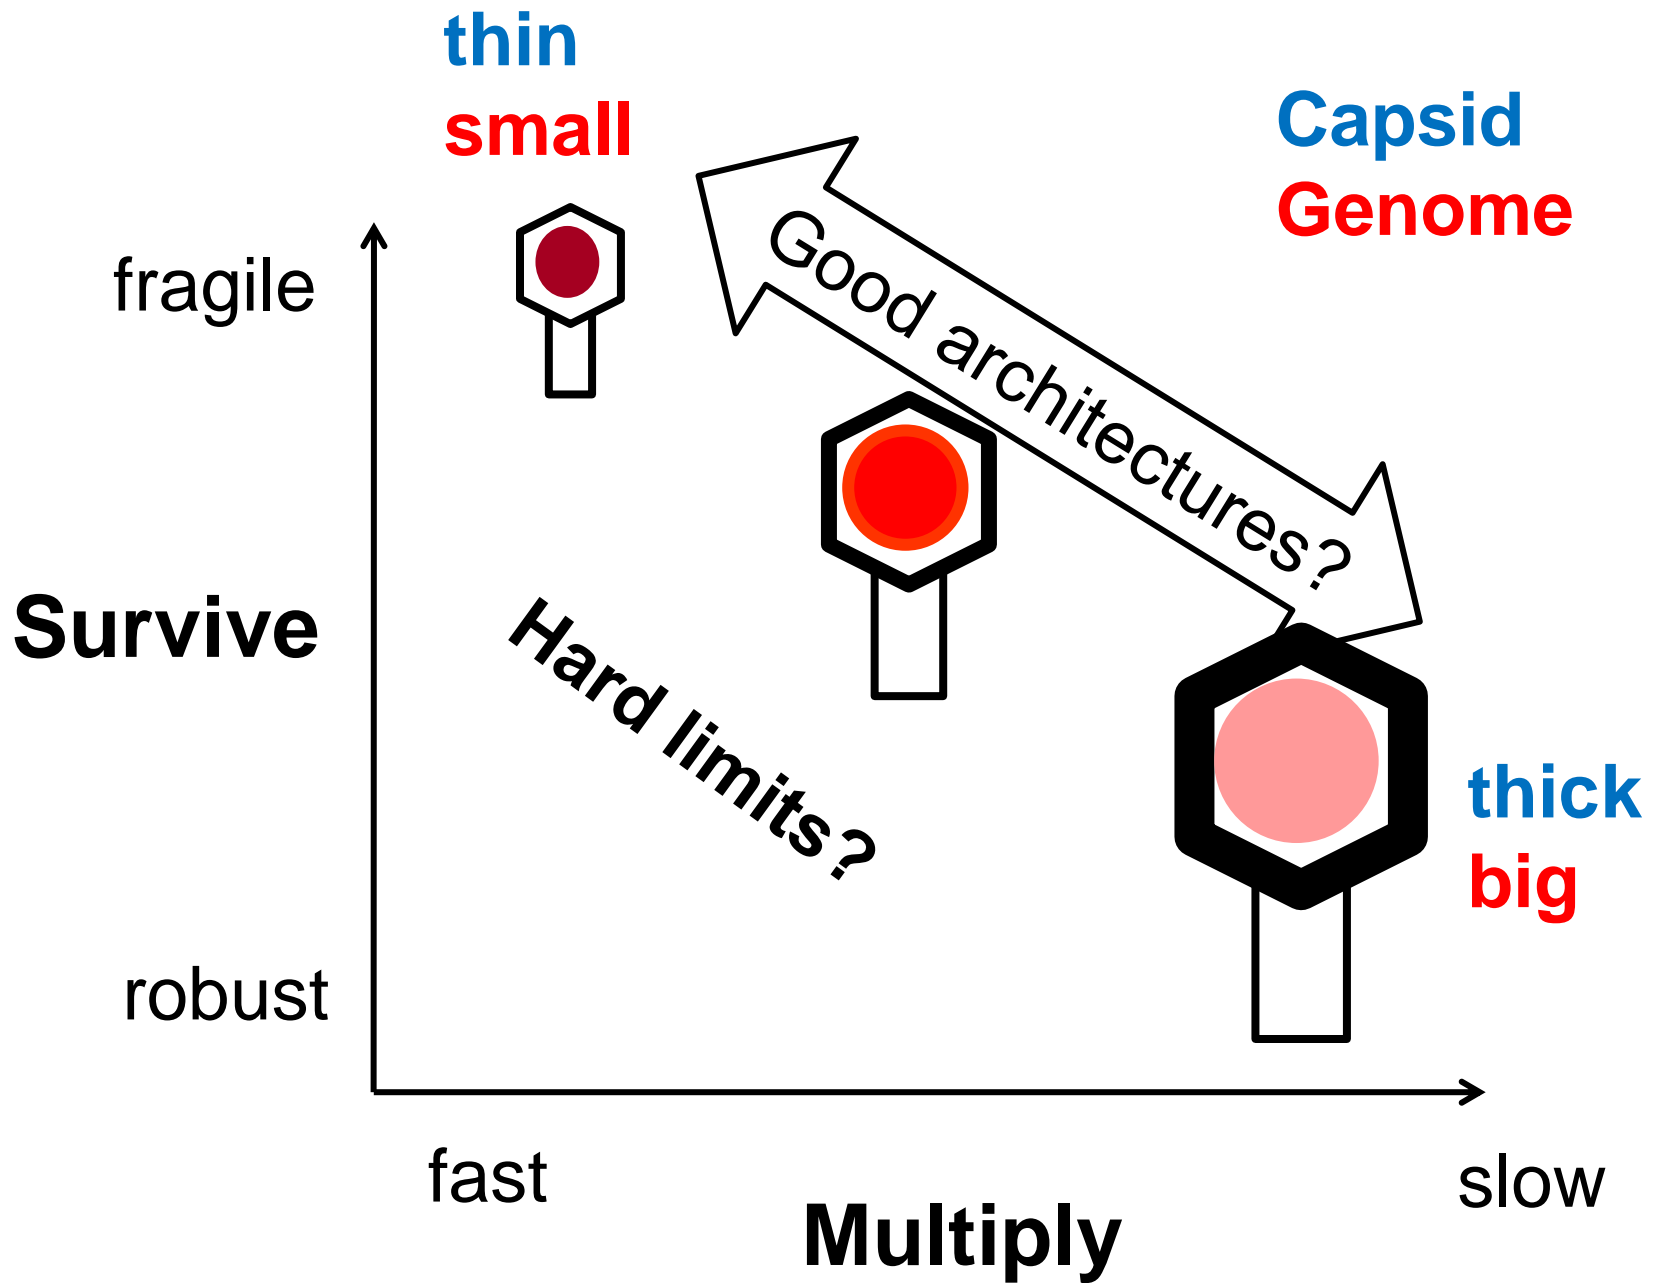 thin
small
Capsid
Genome
Good architectures?
fragile
Survive
Hard limits?
thick
big
robust
fast
slow
Multiply